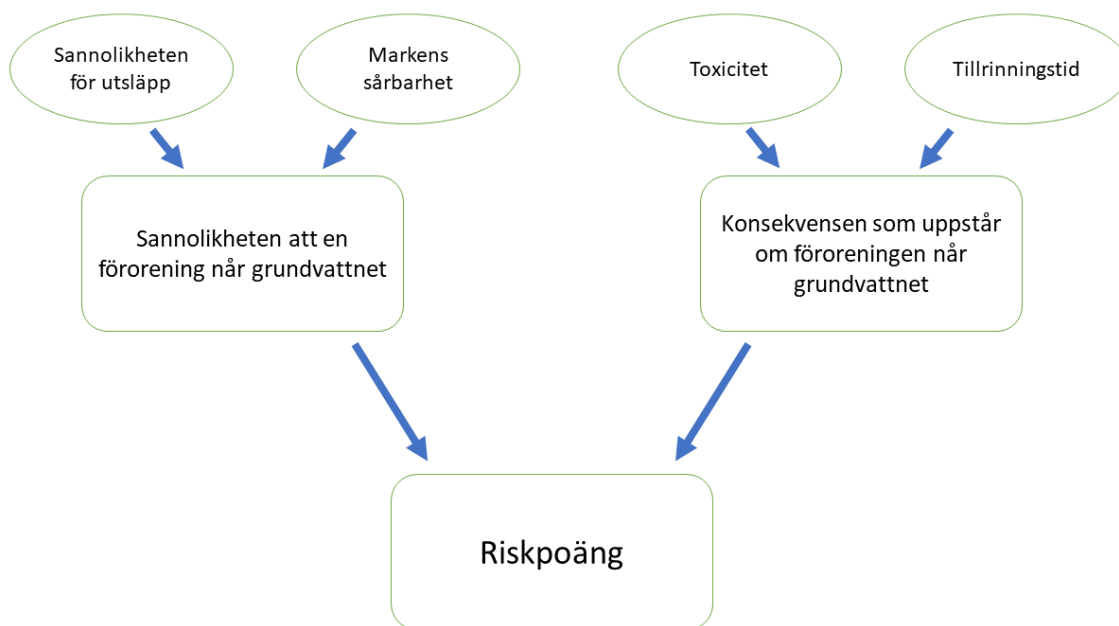 Sannolikheten
för utsläpp
Markens
sårbarhet
Toxicitet
Tillrinningstid
Sannolikheten att en
förorening når grundvattnet
Konsekvensen som uppstår
om föroreningen når
grundvattnet
Riskpoäng